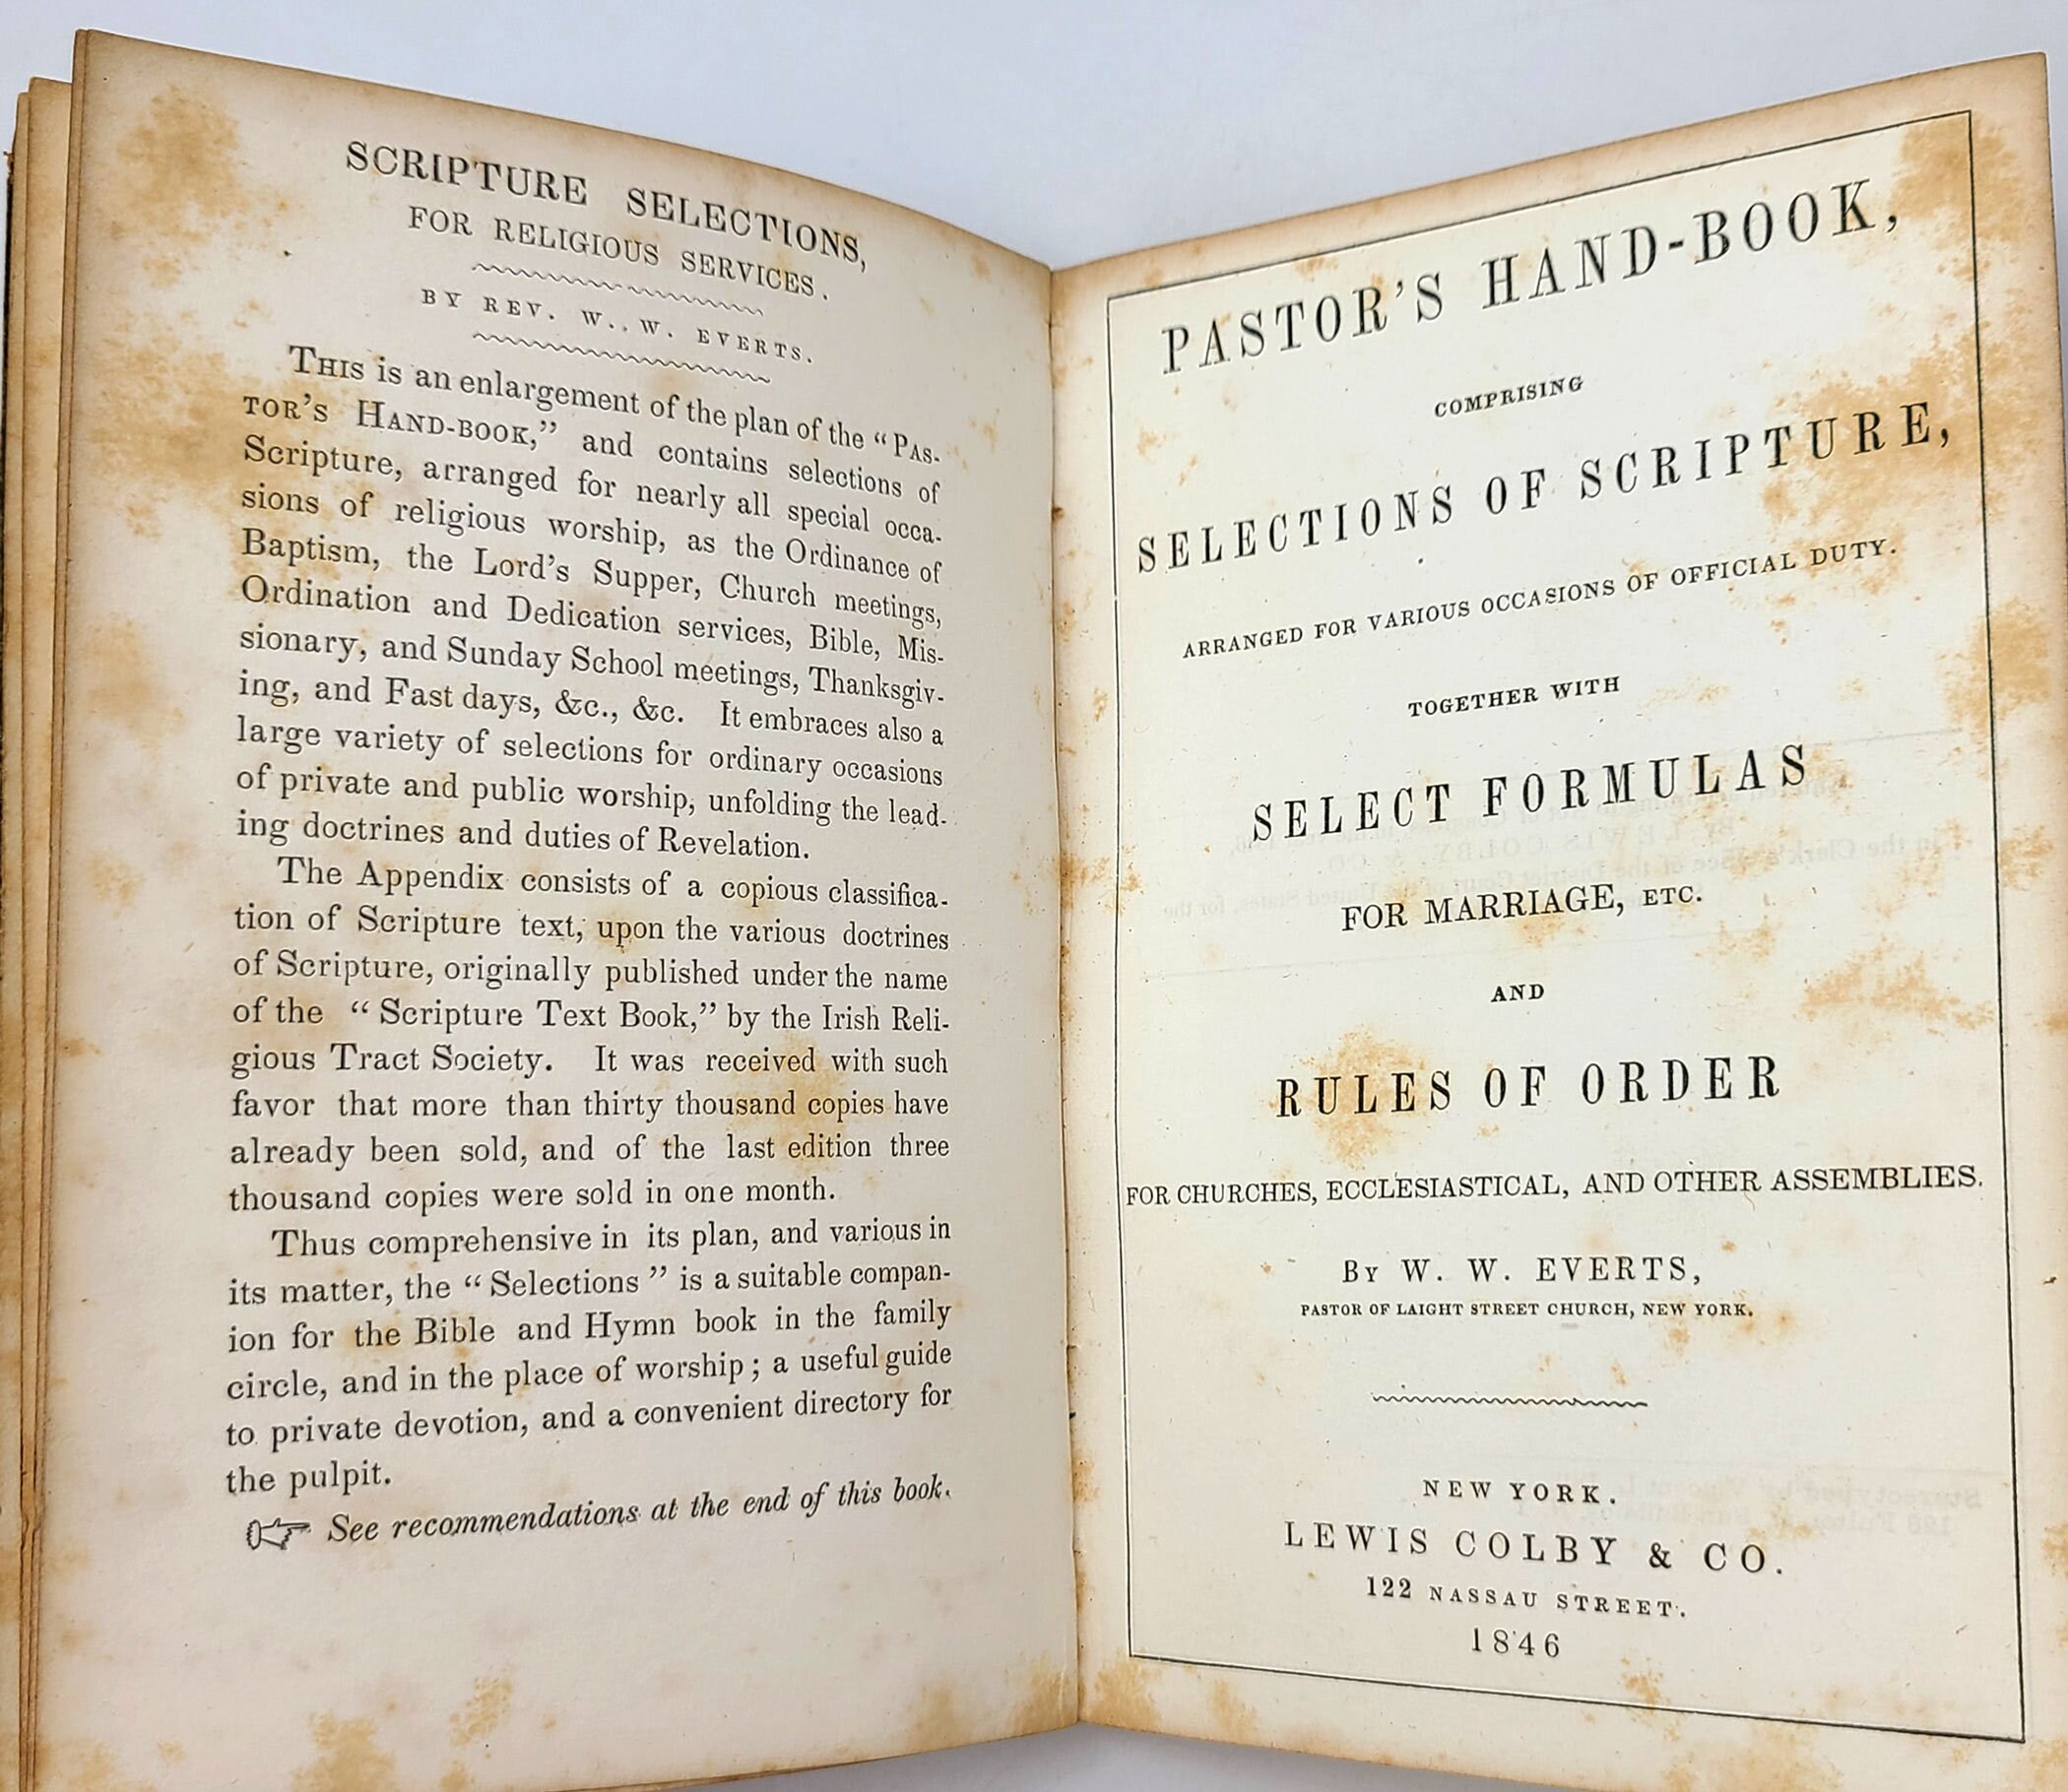 SCRIPTURE SELECTIONS,
FOR RELIGIOUS SERVICES.
BY REV. W. W. EVERTS.
THIS is an enlargement of the plan of the “PAS-
TOR’S HAND-BOOK,” and contains selections of
Scripture, arranged for nearly all special occa-
sions of religious worship, as the Ordinance of
Baptism, the Lord’s Supper, Church meetings,
Ordination and Dedication services, Bible, Mis-
sionary, and Sunday School meetings, Thanksgiv-
ing, and Fast days, &c., &c. It embraces also a
large variety of selections for ordinary occasions
of private and public worship, unfolding the lead-
ing doctrines and duties of Revelation.
The Appendix consists of a copious classifica-
tion of Scripture text, upon the various doctrines
of Scripture, originally published under the name
of the “Scripture Text Book,” by the Irish Reli-
gious Tract Society. It was received with such
favor that more than thirty thousand copies have
already been sold, and of the last edition three
thousand copies were sold in one month.
Thus comprehensive in its plan, and various in
its matter, the “Selections” is a suitable compan-
ion for the Bible and Hymn book in the family
circle, and in the place of worship; a useful guide
to private devotion, and a convenient directory for
the pulpit.
☞ See recommendations at the end of this book.
PASTOR’S HAND-BOOK,
COMPRISING
SELECTIONS OF SCRIPTURE,
ARRANGED FOR VARIOUS OCCASIONS OF OFFICIAL DUTY.
TOGETHER WITH
SELECT FORMULAS
FOR MARRIAGE, ETC.
AND
RULES OF ORDER
FOR CHURCHES, ECCLESIASTICAL, AND OTHER ASSEMBLIES.
BY W. W. EVERTS,
PASTOR OF LAIGHT STREET CHURCH, NEW YORK.
NEW YORK.
LEWIS COLBY & CO.
122 NASSAU STREET.
1846